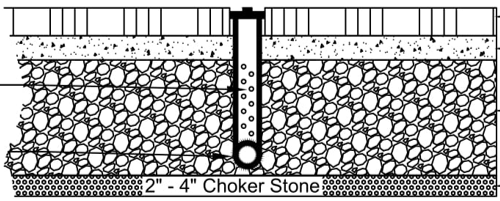 2" - 4" Choker Stone